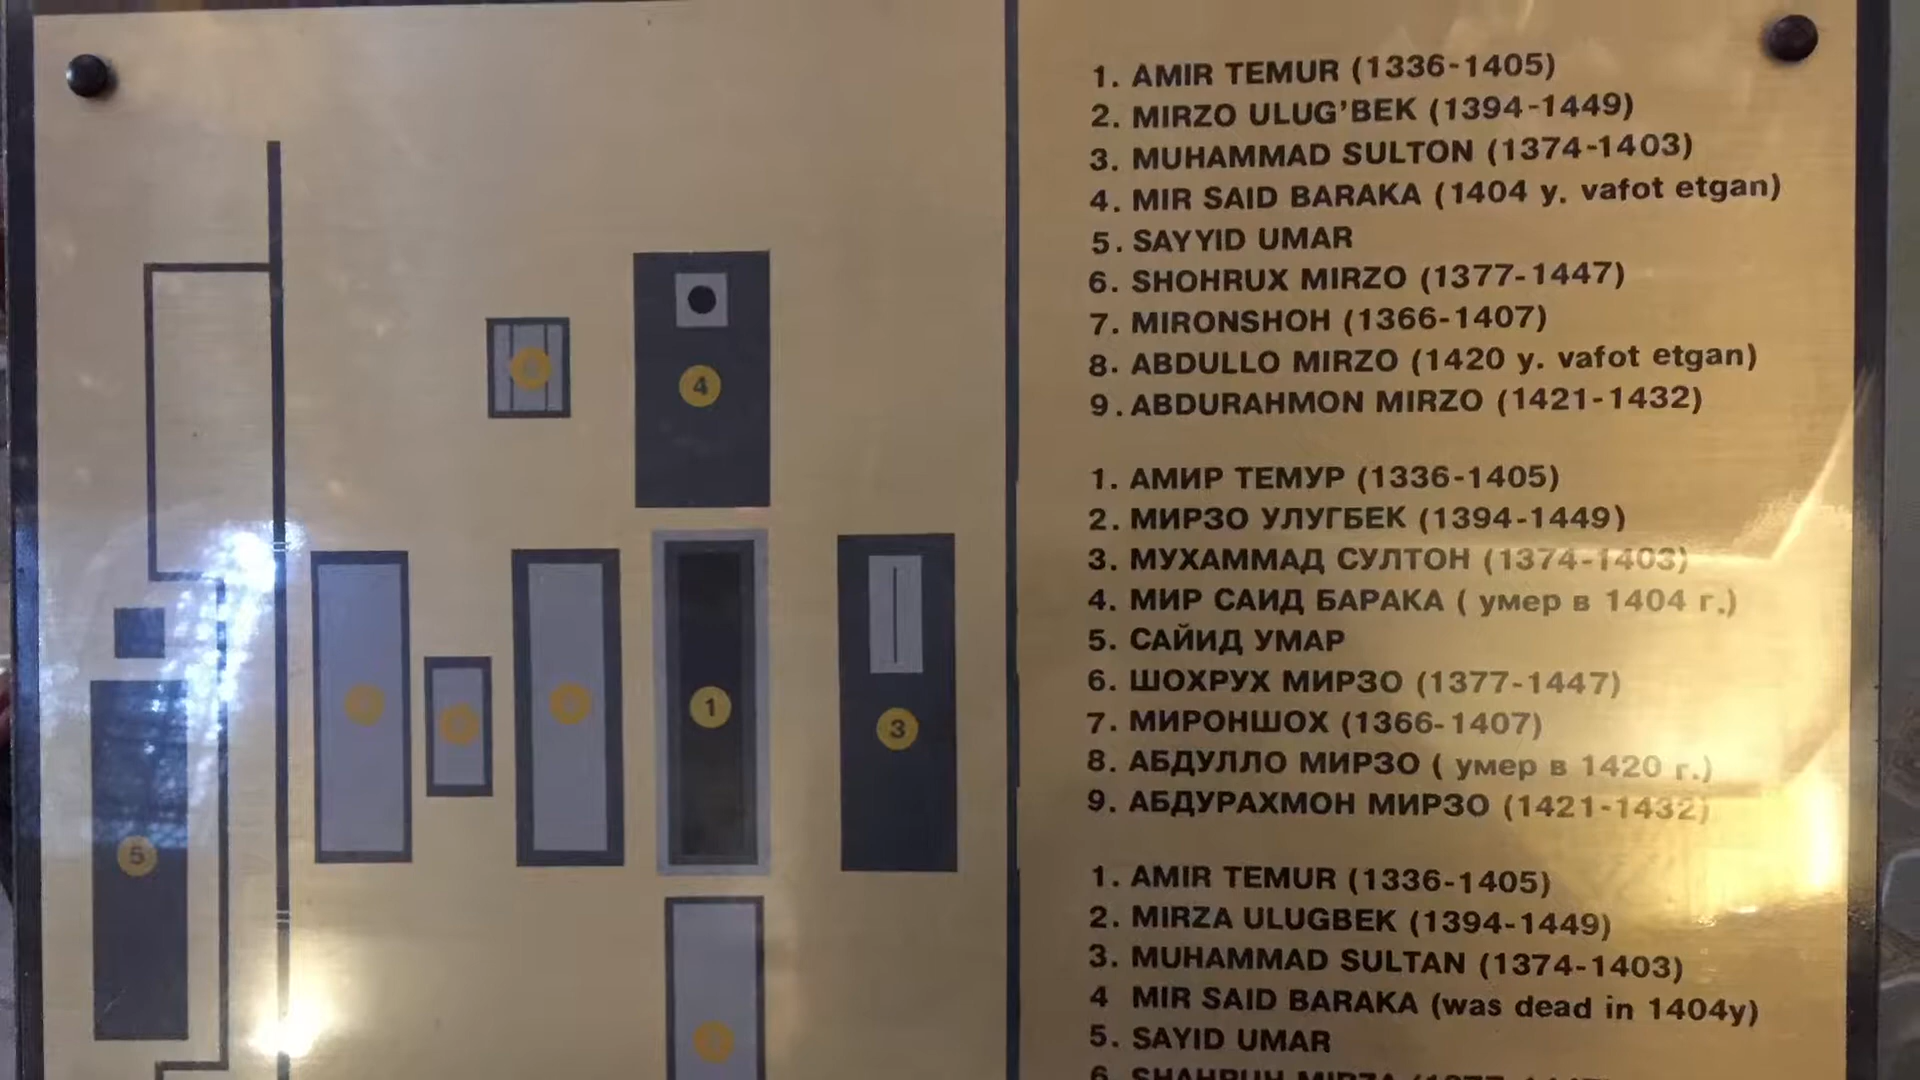 1. AMIR TEMUR (1336-1405)
2. MIRZO ULUG'BEK (1394-1449)
3. MUHAMMAD SULTON (1374-1403)
4. MIR SAID BARAKA (1404 y. vafot etgan)
5. SAYYID UMAR
6. SHOHRUX MIRZO (1377-1447)
7. MIRONSHOH (1366-1407)
8. ABDULLO MIRZO (1420 y. vafot etgan)
9. ABDURAHMON MIRZO (1421-1432)
1. АМИР ТЕМУР (1336-1405)
2. МИРЗО УЛУГБЕК (1394-1449)
3. МУХАММАД СУЛТОН (1374-1403)
4. МИР САИД БАРАКА ( умер в 1404 г.)
5. САЙИД УМАР
6. ШОХРУХ МИРЗО (1377-1447)
7. МИРОНШОХ (1366-1407)
8. АБДУЛЛО МИРЗО ( умер в 1420 г.)
9. АБДУРАХМОН МИРЗО (1421-1432)
1. AMIR TEMUR (1336-1405)
2. MIRZA ULUGBEK (1394-1449)
3. MUHAMMAD SULTAN (1374-1403)
4 MIR SAID BARAKA (was dead in 1404y)
5. SAYID UMAR
4
1
3
5